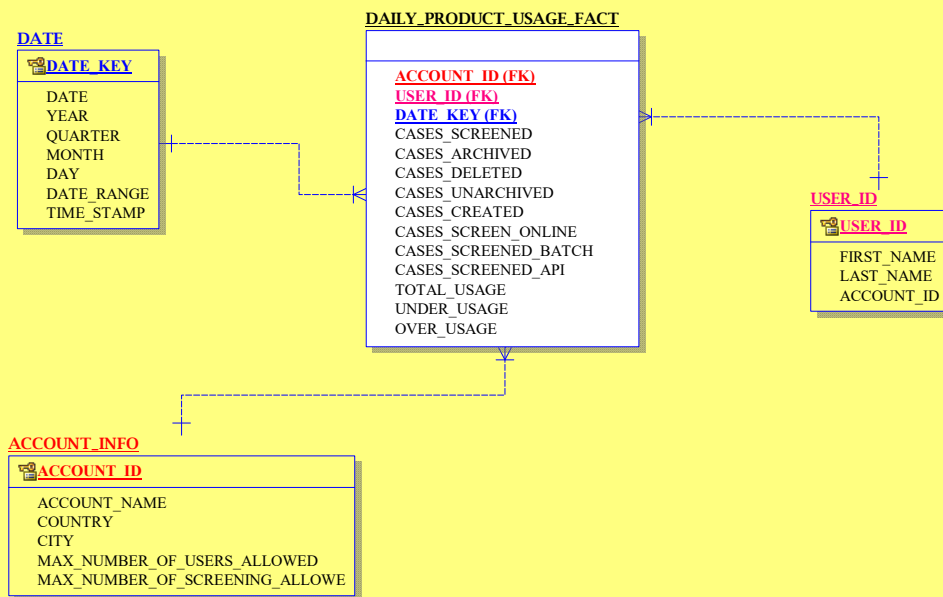 DAILY_PRODUCT_USAGE_FACT
ACCOUNT_ID (FK)
USER_ID (FK)
DATE_KEY (FK)
CASES_SCREENED
CASES_ARCHIVED
CASES_DELETED
CASES_UNARCHIVED
CASES_CREATED
CASES_SCREEN_ONLINE
CASES_SCREENED_BATCH
CASES_SCREENED_API
TOTAL_USAGE
UNDER_USAGE
OVER_USAGE
DATE
DATE_KEY
DATE
YEAR
QUARTER
MONTH
DAY
DATE_RANGE
TIME_STAMP
USER_ID
USER_ID
FIRST_NAME
LAST_NAME
ACCOUNT_ID
ACCOUNT_INFO
ACCOUNT_ID
ACCOUNT_NAME
COUNTRY
CITY
MAX_NUMBER_OF_USERS_ALLOWED
MAX_NUMBER_OF_SCREENING_ALLOWE